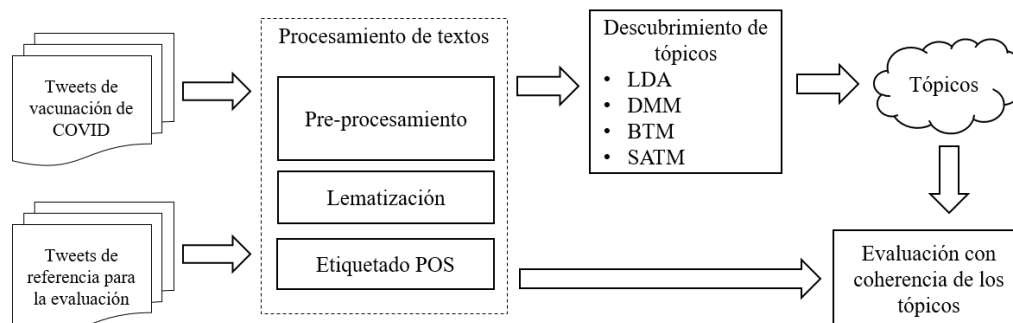 Tweets de
vacunación de
COVID
Tweets de
referencia para
la evaluación
Procesamiento de textos
Pre-procesamiento
Lematización
Etiquetado POS
Descubrimiento de
tópicos
• LDA
• DMM
• BTM
• SATM
Tópicos
Evaluación con
coherencia de los
tópicos